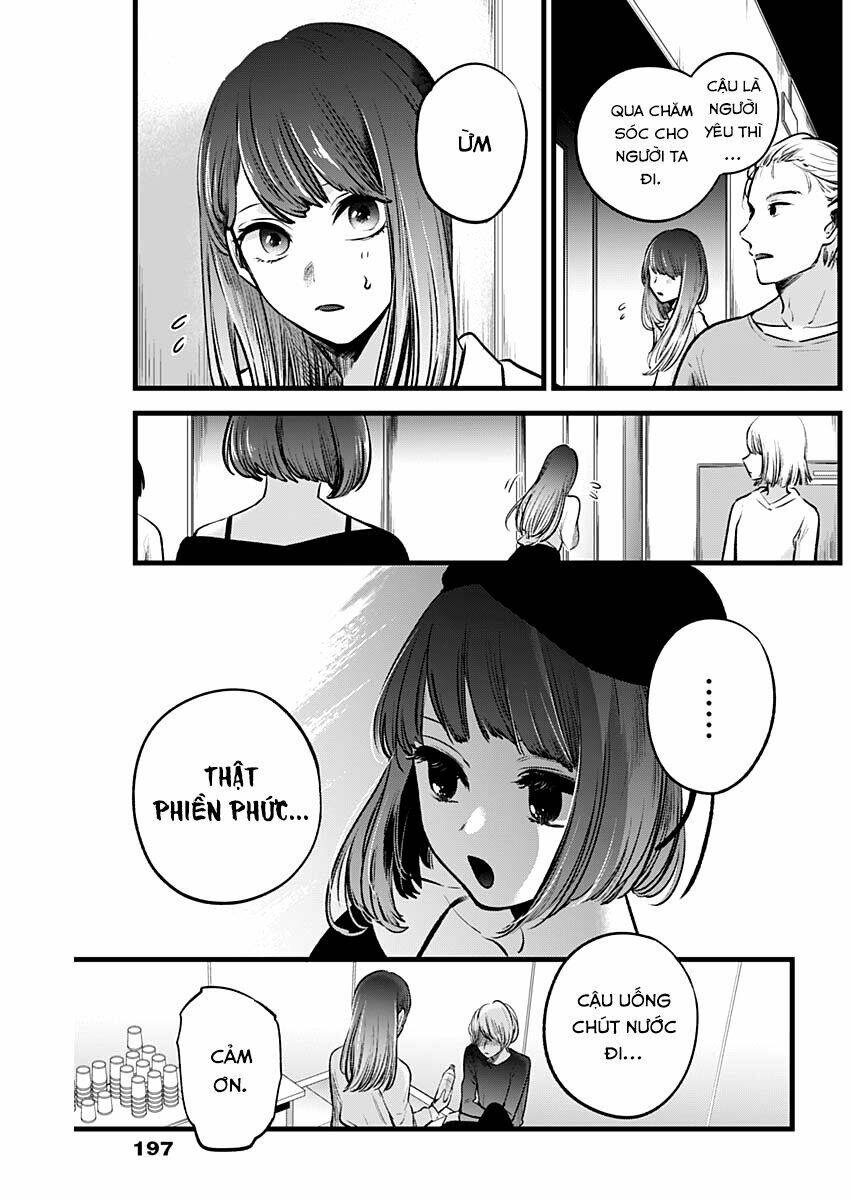 CẬU LÀ
NGƯỜI
YÊU THÌ
...
QUA CHĂM
SÓC CHO
NGƯỜI TA
ĐI.
ỪM
......
THẬT
PHIỀN PHỨC...
CẬU UỐNG
CHÚT NƯỚC
ĐI...
CẢM
ƠN.
197